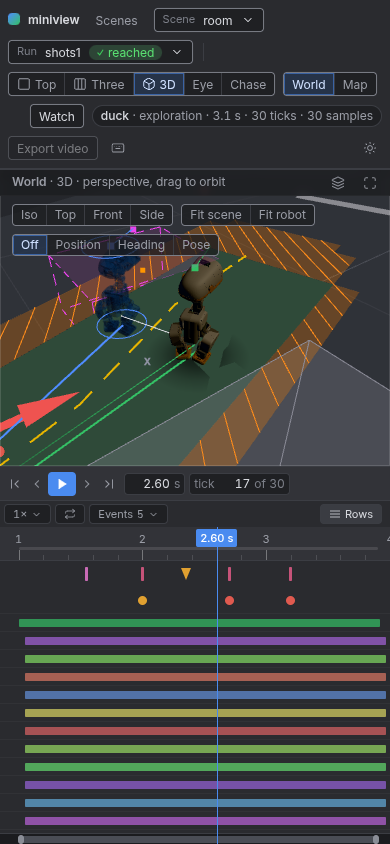 miniview Scenes Scene room
Run shots1 ✓ reached
Top Three 3D Eye Chase World Map
Watch duck · exploration · 3.1 s · 30 ticks · 30 samples
Export video
World · 3D · perspective, drag to orbit
Iso Top Front Side Fit scene Fit robot
Off Position Heading Pose
x
2.60 s tick 17 of 30
1× Events 5 Rows
1 2 2.60 s 3 4